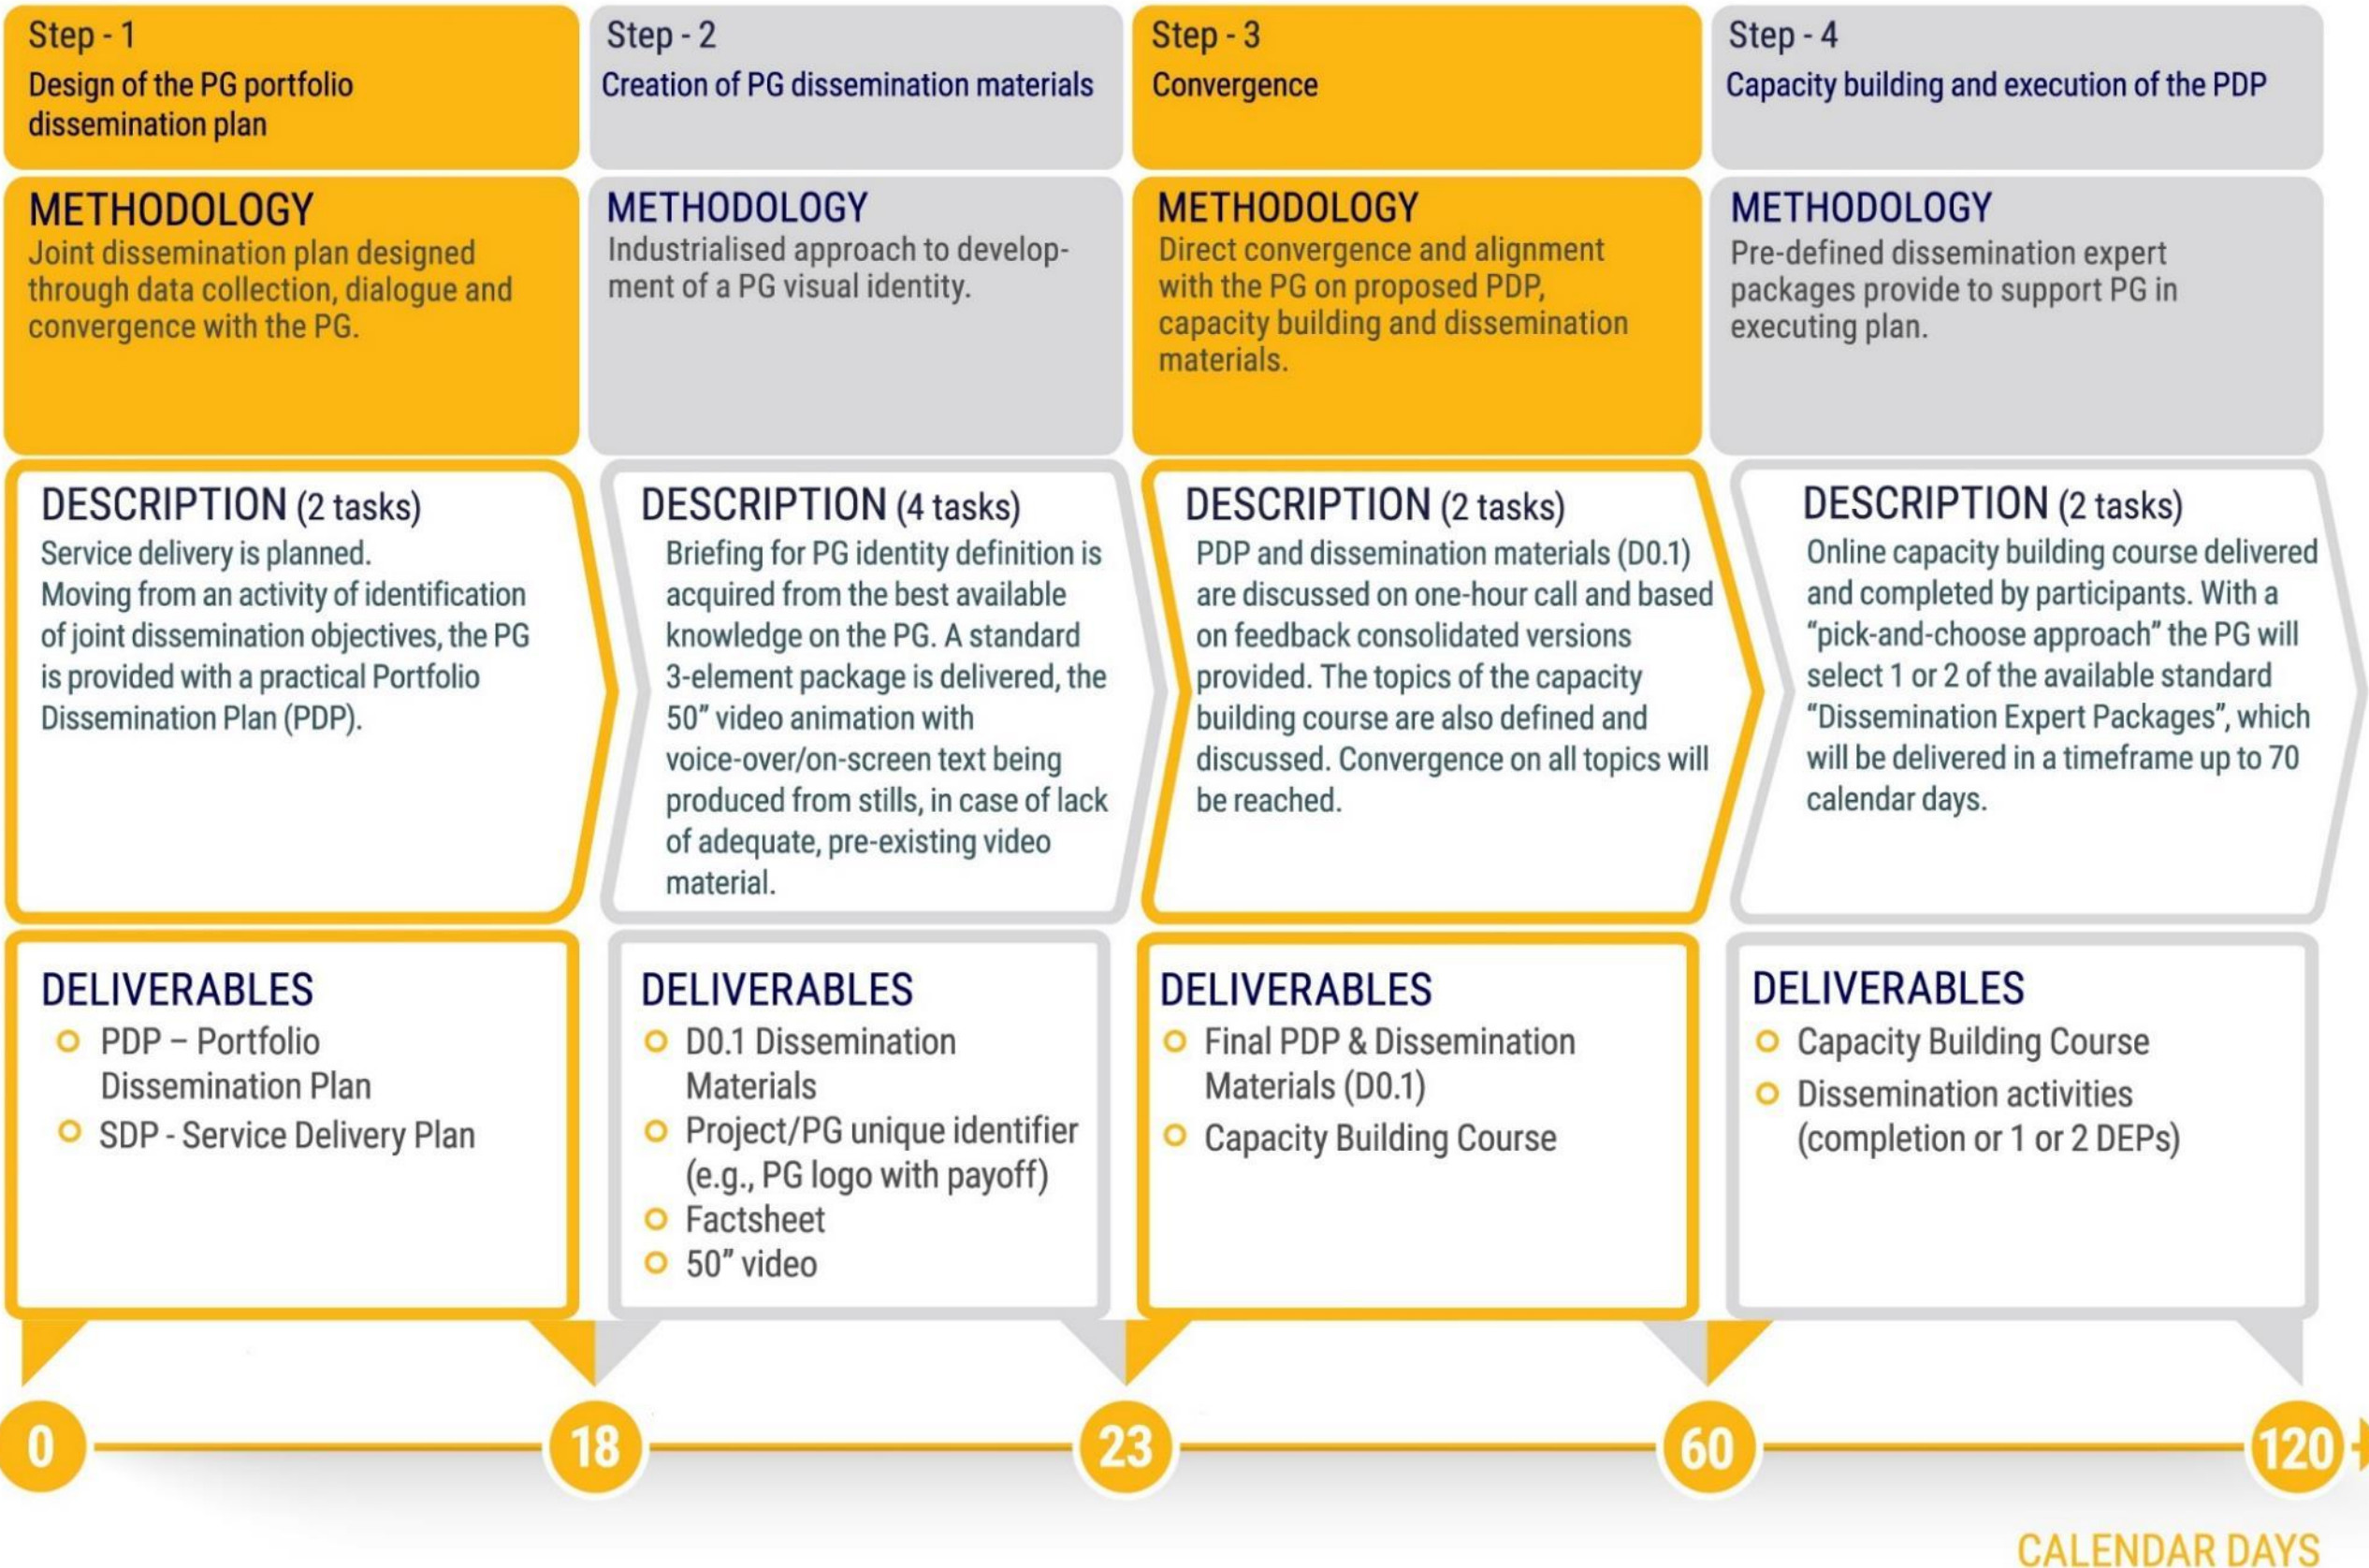 Step - 1
Design of the PG portfolio
dissemination plan
METHODOLOGY
Joint dissemination plan designed
through data collection, dialogue and
convergence with the PG.
DESCRIPTION (2 tasks)
Service delivery is planned.
Moving from an activity of identification
of joint dissemination objectives, the PG
is provided with a practical Portfolio
Dissemination Plan (PDP).
DELIVERABLES
PDP – Portfolio
Dissemination Plan
SDP - Service Delivery Plan
Step - 2
Creation of PG dissemination materials
METHODOLOGY
Industrialised approach to develop-
ment of a PG visual identity.
DESCRIPTION (4 tasks)
Briefing for PG identity definition is
acquired from the best available
knowledge on the PG. A standard
3-element package is delivered, the
50” video animation with
voice-over/on-screen text being
produced from stills, in case of lack
of adequate, pre-existing video
material.
DELIVERABLES
D0.1 Dissemination
Materials
Project/PG unique identifier
(e.g., PG logo with payoff)
Factsheet
50” video
Step - 3
Convergence
METHODOLOGY
Direct convergence and alignment
with the PG on proposed PDP,
capacity building and dissemination
materials.
DESCRIPTION (2 tasks)
PDP and dissemination materials (D0.1)
are discussed on one-hour call and based
on feedback consolidated versions
provided. The topics of the capacity
building course are also defined and
discussed. Convergence on all topics will
be reached.
DELIVERABLES
Final PDP & Dissemination
Materials (D0.1)
Capacity Building Course
Step - 4
Capacity building and execution of the PDP
METHODOLOGY
Pre-defined dissemination expert
packages provide to support PG in
executing plan.
DESCRIPTION (2 tasks)
Online capacity building course delivered
and completed by participants. With a
“pick-and-choose approach” the PG will
select 1 or 2 of the available standard
“Dissemination Expert Packages”, which
will be delivered in a timeframe up to 70
calendar days.
DELIVERABLES
Capacity Building Course
Dissemination activities
(completion or 1 or 2 DEPs)
0 18 23 60 120
CALENDAR DAYS